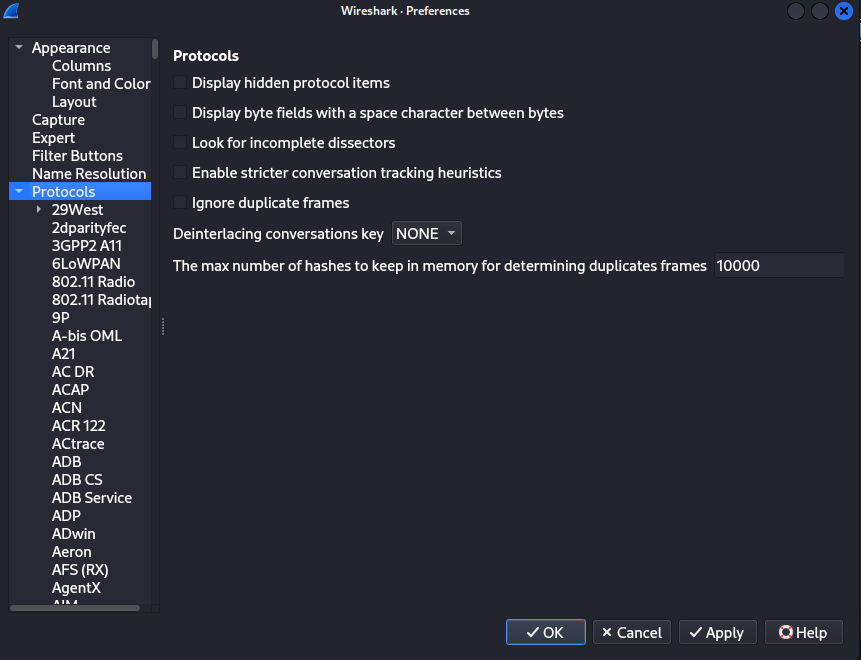 Wireshark · Preferences
Appearance
Columns
Font and Color
Layout
Capture
Expert
Filter Buttons
Name Resolution
Protocols
29West
2dparityfec
3GPP2 A11
6LoWPAN
802.11 Radio
802.11 Radiotap
9P
A-bis OML
A21
AC DR
ACAP
ACN
ACR 122
ACtrace
ADB
ADB CS
ADB Service
ADP
ADwin
Aeron
AFS (RX)
AgentX
AIM
Protocols
Display hidden protocol items
Display byte fields with a space character between bytes
Look for incomplete dissectors
Enable stricter conversation tracking heuristics
Ignore duplicate frames
Deinterlacing conversations key NONE
The max number of hashes to keep in memory for determining duplicates frames 10000
OK Cancel Apply Help